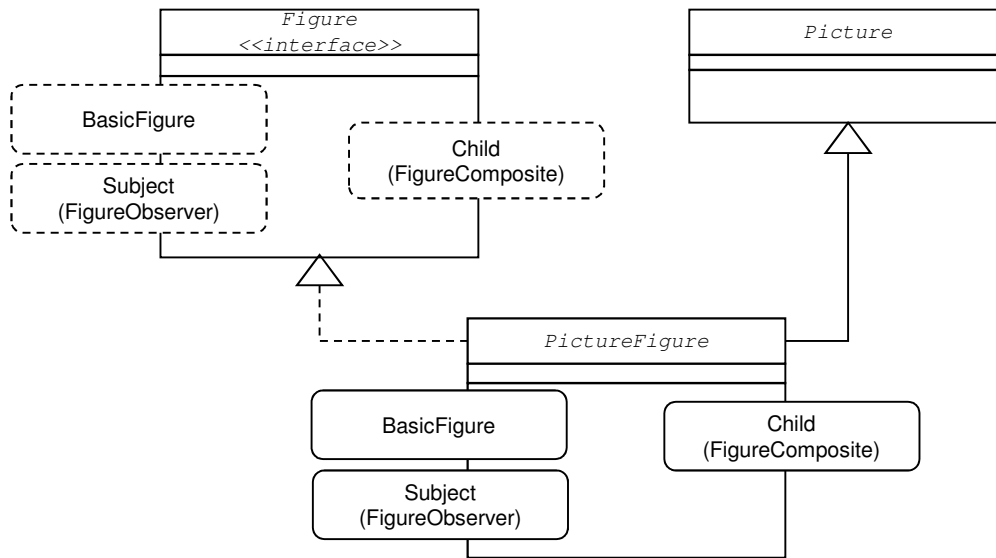 Figure
<<interface>>
Picture
BasicFigure
Child
(FigureComposite)
Subject
(FigureObserver)
PictureFigure
BasicFigure
Child
(FigureComposite)
Subject
(FigureObserver)